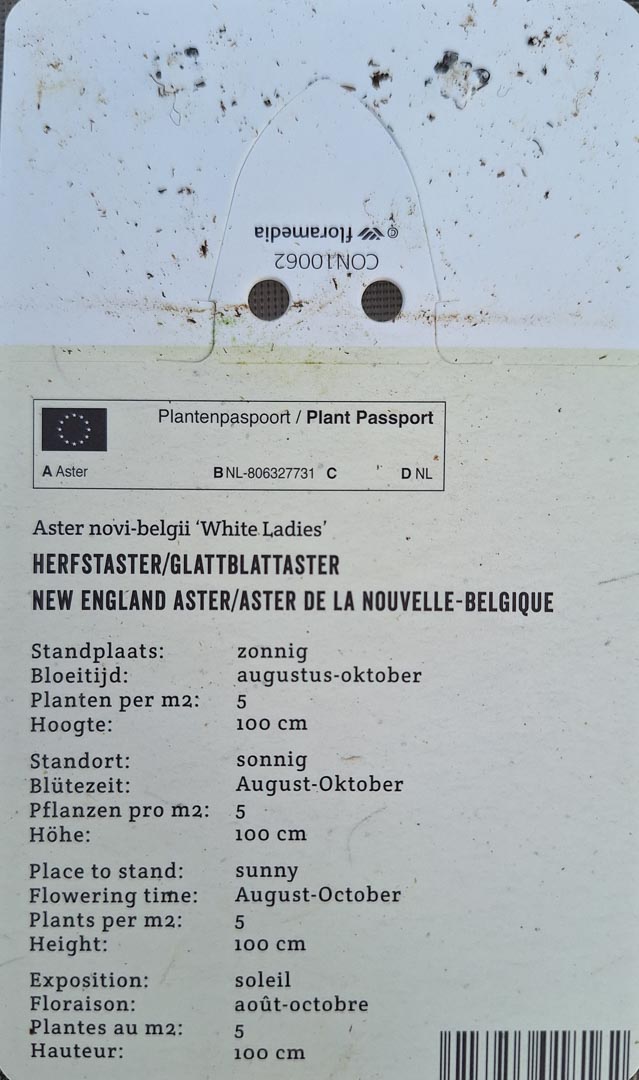 © floramedia
CON10062
Plantenpaspoort / Plant Passport
A Aster B NL-806327731 C D NL
Aster novi-belgii ‘White Ladies’
HERFSTASTER/GLATTBLATTASTER
NEW ENGLAND ASTER/ASTER DE LA NOUVELLE-BELGIQUE
Standplaats: zonnig
Bloeitijd: augustus-oktober
Planten per m2: 5
Hoogte: 100 cm
Standort: sonnig
Blütezeit: August-Oktober
Pflanzen pro m2: 5
Höhe: 100 cm
Place to stand: sunny
Flowering time: August-October
Plants per m2: 5
Height: 100 cm
Exposition: soleil
Floraison: août-octobre
Plantes au m2: 5
Hauteur: 100 cm